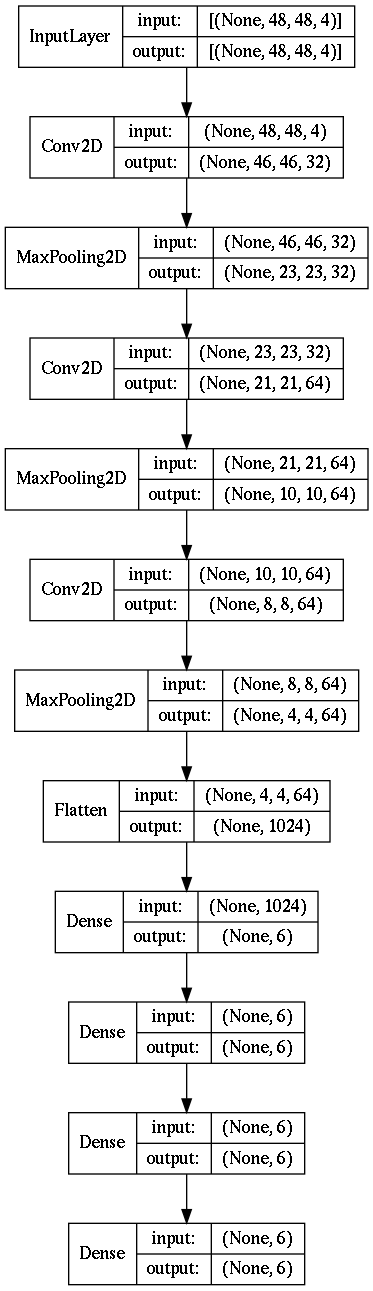 InputLayer
input: [(None, 48, 48, 4)]
output: [(None, 48, 48, 4)]
Conv2D
input: (None, 48, 48, 4)
output: (None, 46, 46, 32)
MaxPooling2D
input: (None, 46, 46, 32)
output: (None, 23, 23, 32)
Conv2D
input: (None, 23, 23, 32)
output: (None, 21, 21, 64)
MaxPooling2D
input: (None, 21, 21, 64)
output: (None, 10, 10, 64)
Conv2D
input: (None, 10, 10, 64)
output: (None, 8, 8, 64)
MaxPooling2D
input: (None, 8, 8, 64)
output: (None, 4, 4, 64)
Flatten
input: (None, 4, 4, 64)
output: (None, 1024)
Dense
input: (None, 1024)
output: (None, 6)
Dense
input: (None, 6)
output: (None, 6)
Dense
input: (None, 6)
output: (None, 6)
Dense
input: (None, 6)
output: (None, 6)